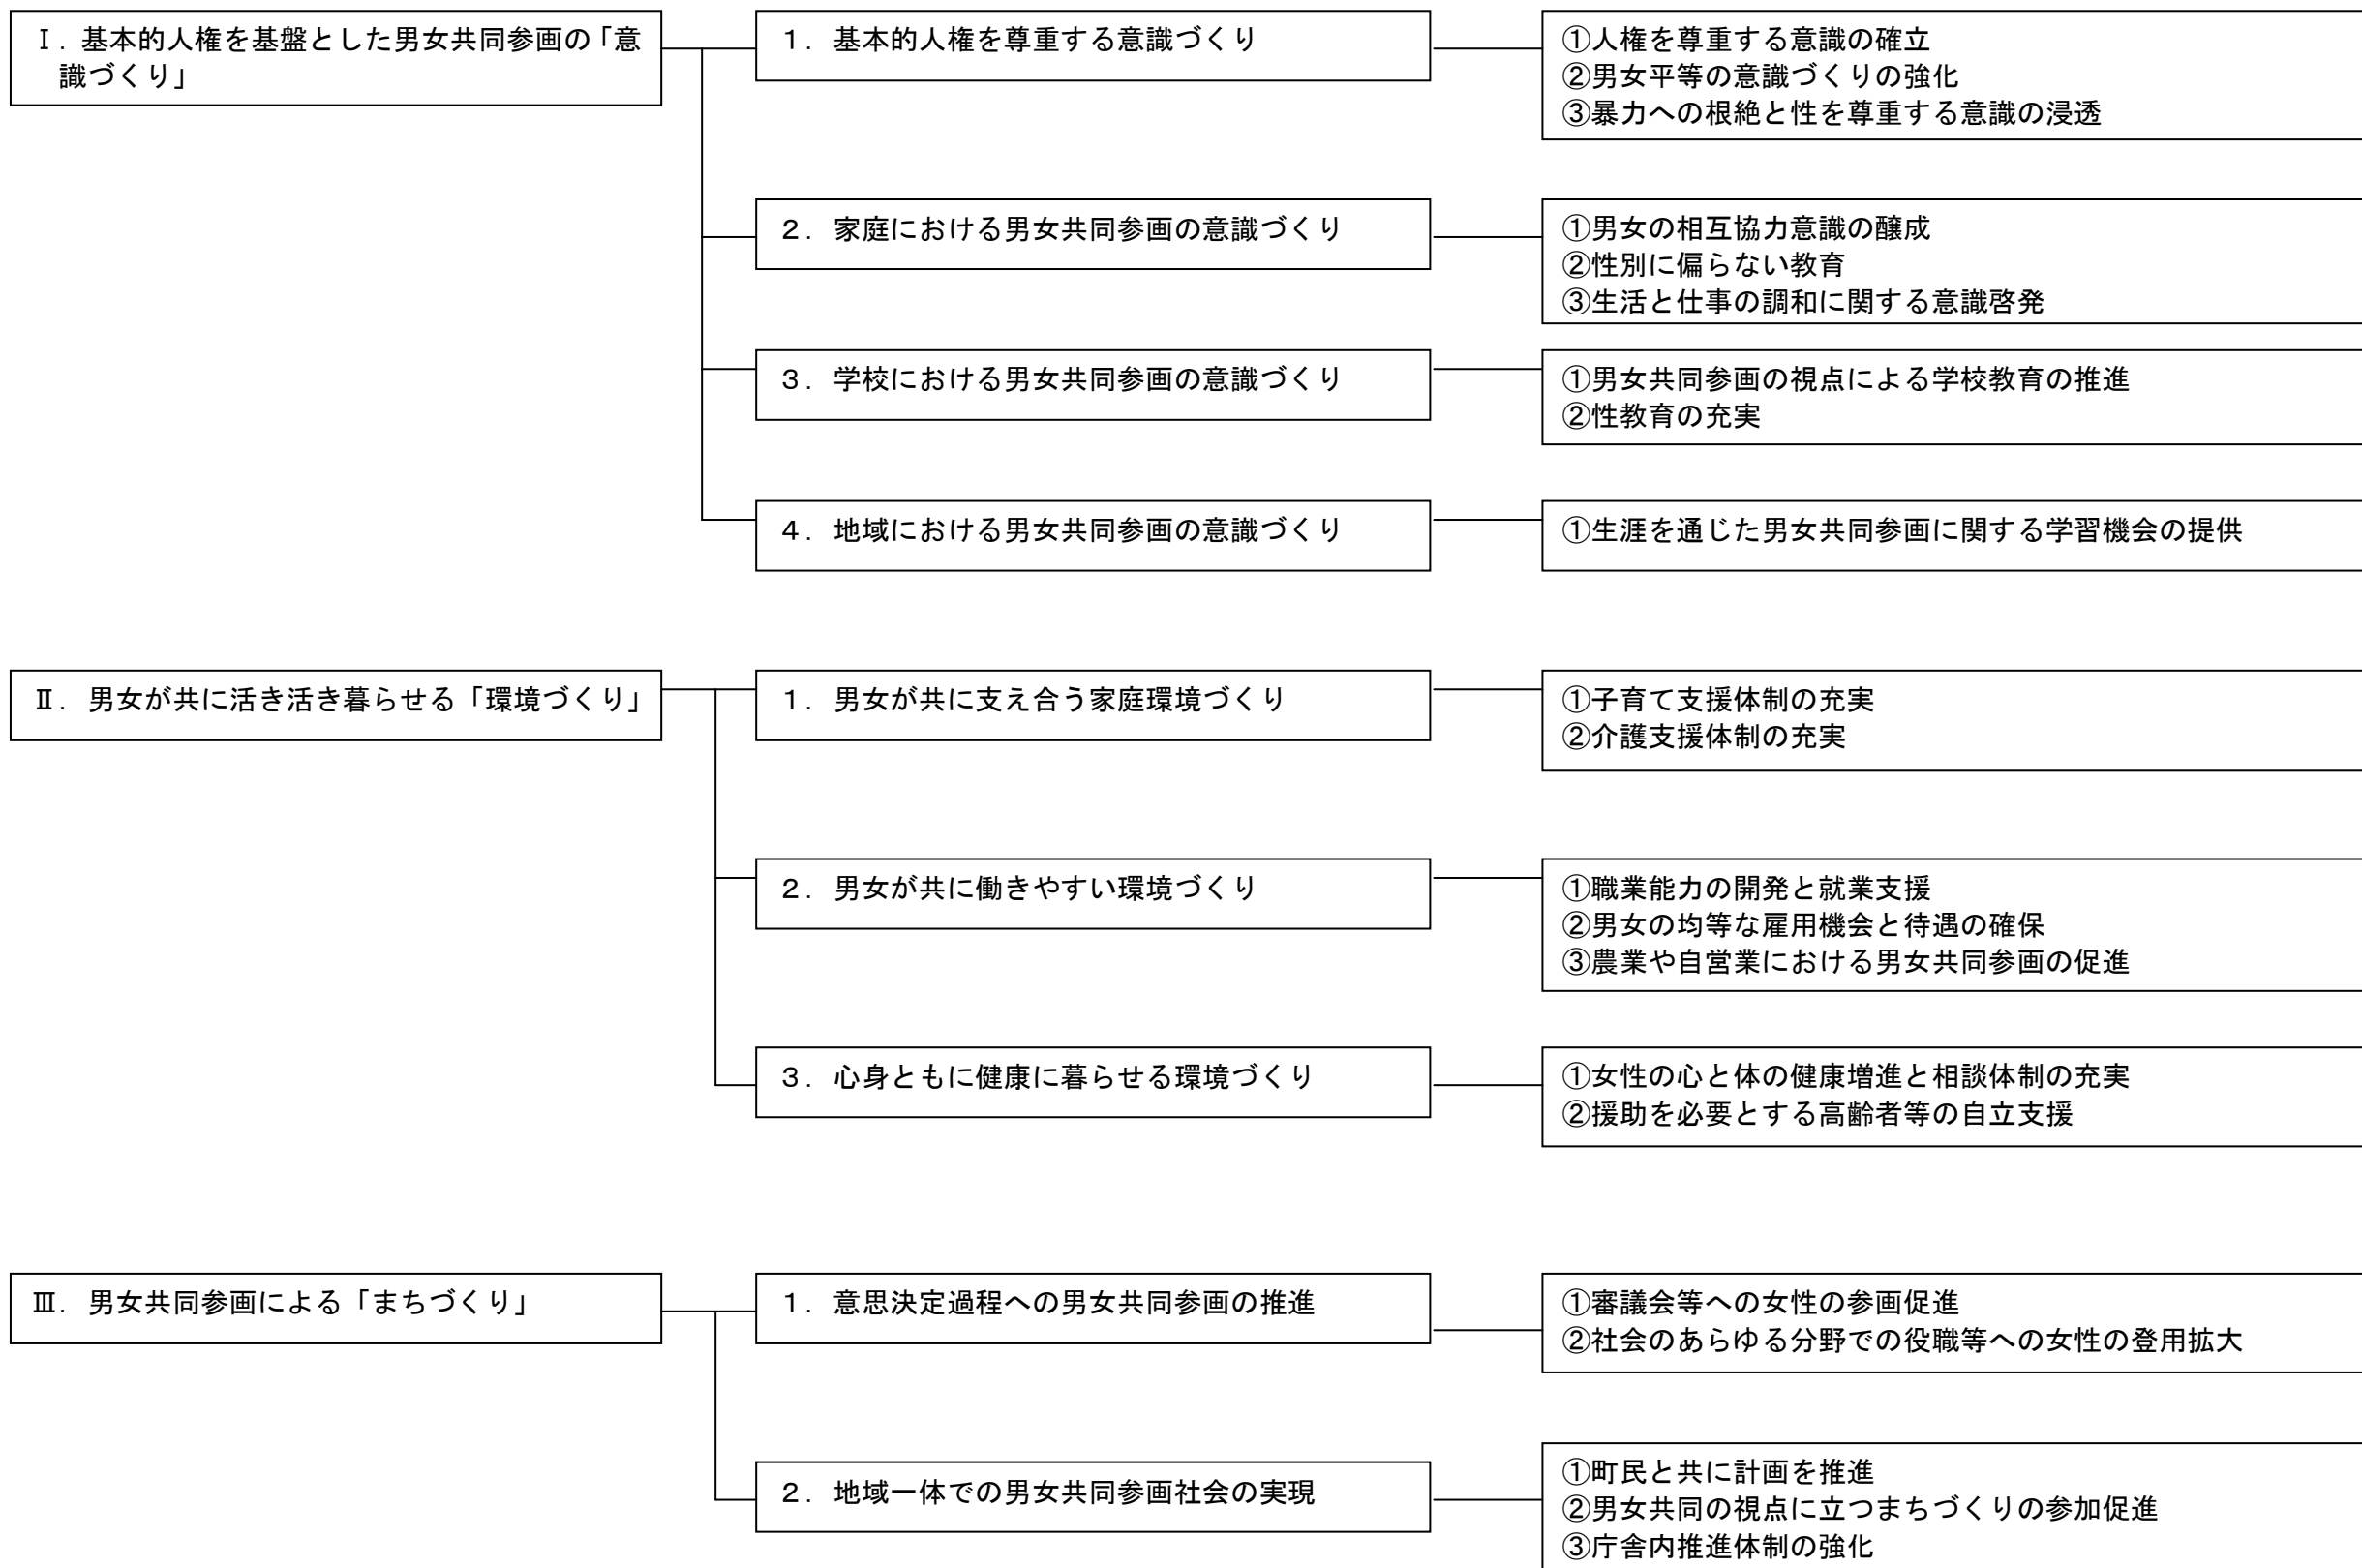 Ⅰ．基本的人権を基盤とした男女共同参画の「意
識づくり」
１．基本的人権を尊重する意識づくり
①人権を尊重する意識の確立
②男女平等の意識づくりの強化
③暴力への根絶と性を尊重する意識の浸透
２．家庭における男女共同参画の意識づくり
①男女の相互協力意識の醸成
②性別に偏らない教育
③生活と仕事の調和に関する意識啓発
３．学校における男女共同参画の意識づくり
①男女共同参画の視点による学校教育の推進
②性教育の充実
４．地域における男女共同参画の意識づくり
①生涯を通じた男女共同参画に関する学習機会の提供
Ⅱ．男女が共に活き活き暮らせる「環境づくり」
１．男女が共に支え合う家庭環境づくり
①子育て支援体制の充実
②介護支援体制の充実
２．男女が共に働きやすい環境づくり
①職業能力の開発と就業支援
②男女の均等な雇用機会と待遇の確保
③農業や自営業における男女共同参画の促進
３．心身ともに健康に暮らせる環境づくり
①女性の心と体の健康増進と相談体制の充実
②援助を必要とする高齢者等の自立支援
Ⅲ．男女共同参画による「まちづくり」
１．意思決定過程への男女共同参画の推進
①審議会等への女性の参画促進
②社会のあらゆる分野での役職等への女性の登用拡大
２．地域一体での男女共同参画社会の実現
①町民と共に計画を推進
②男女共同の視点に立つまちづくりの参加促進
③庁舎内推進体制の強化